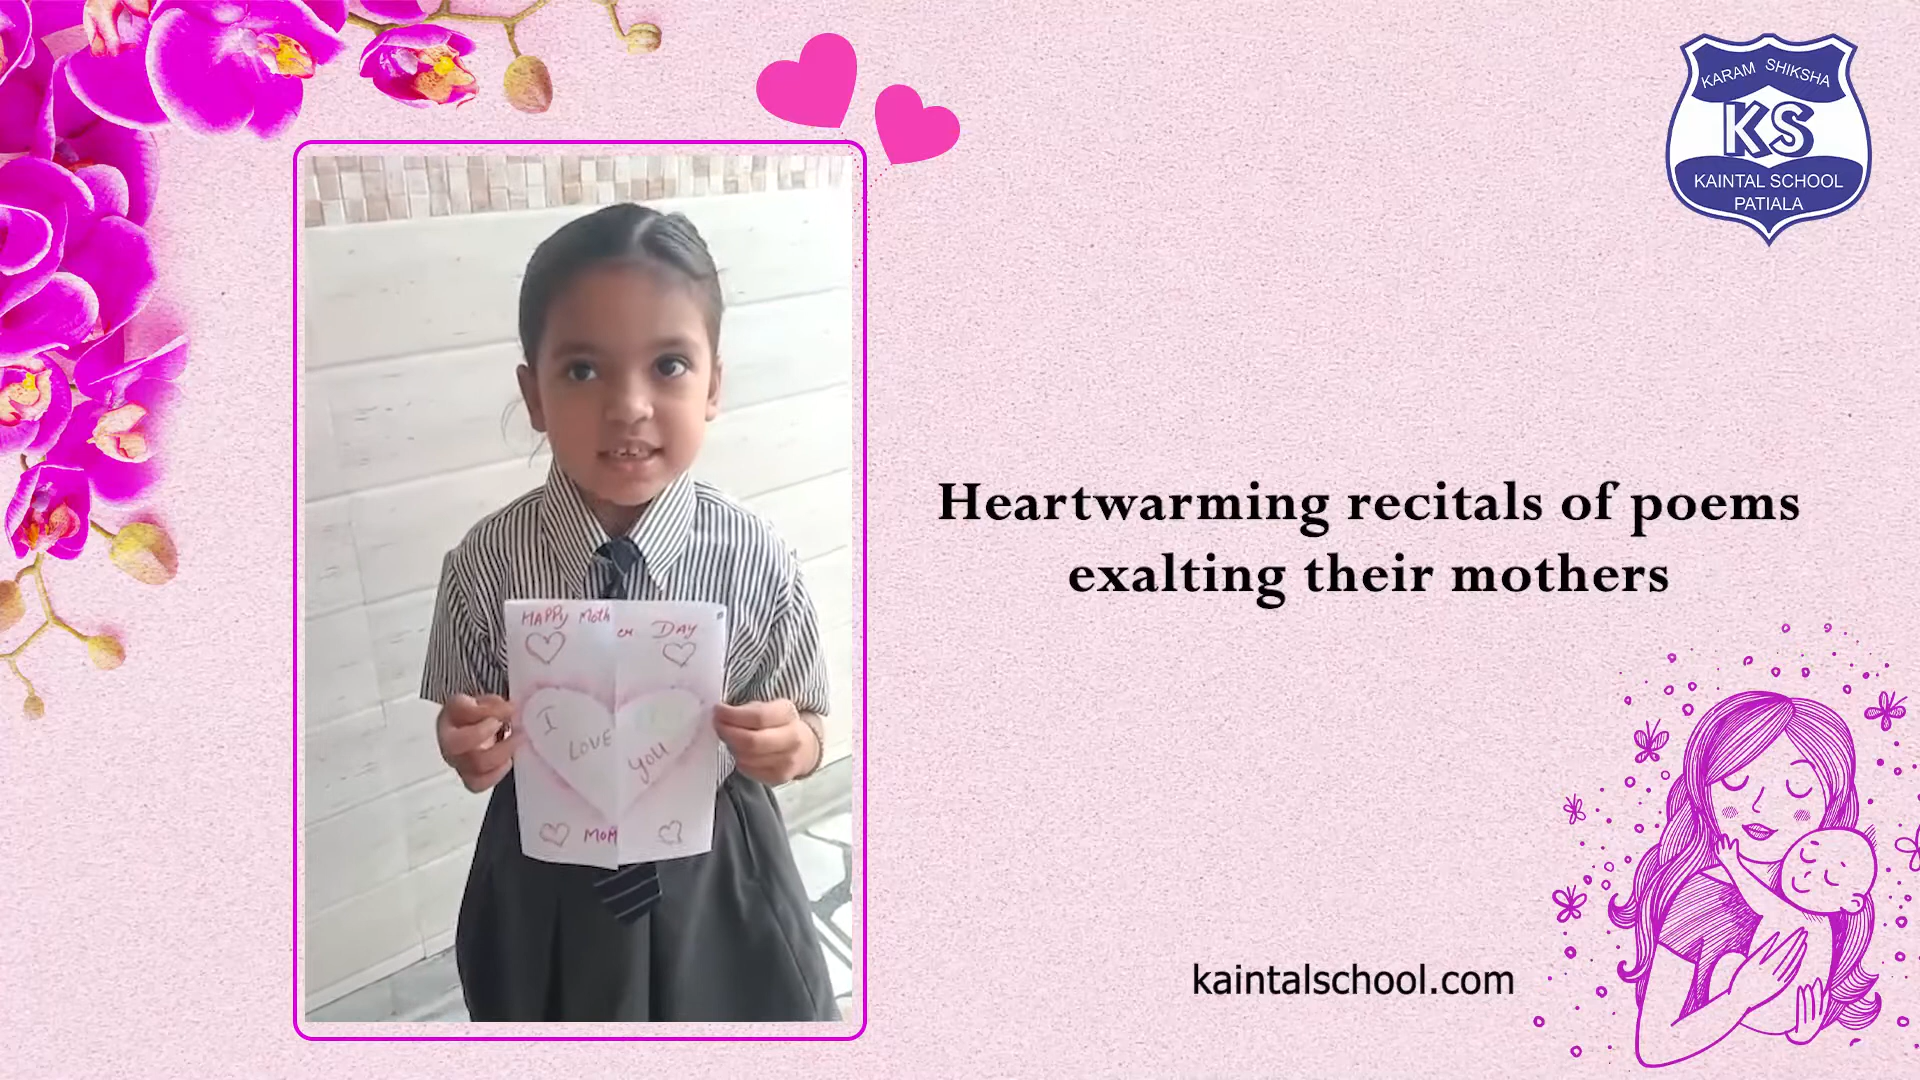 KARAM SHIKSHA
KS
KAINTAL SCHOOL
PATIALA
Heartwarming recitals of poems
exalting their mothers
HAPPY Mother DAY
I
LOVE
YOU
MOM
kaintalschool.com